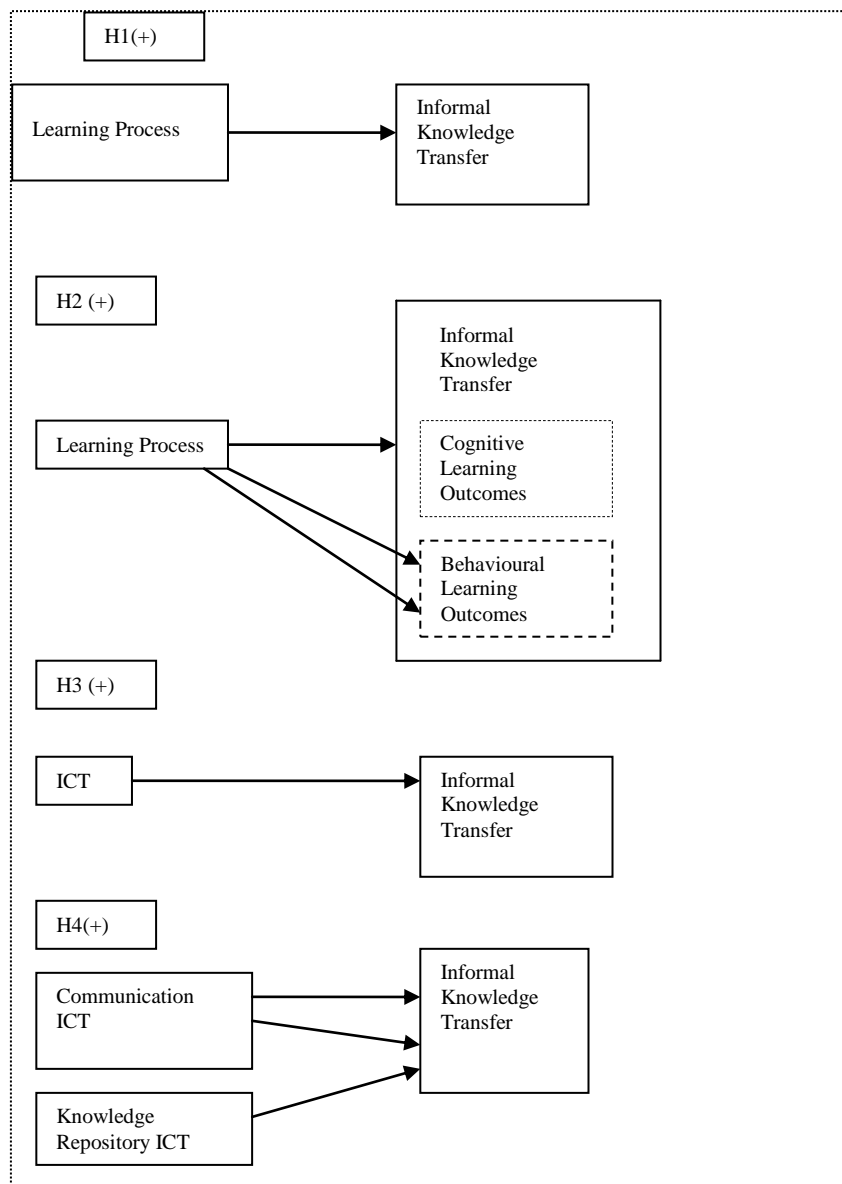 H1(+)
Learning Process
Informal
Knowledge
Transfer
H2 (+)
Informal
Knowledge
Transfer
Learning Process
Cognitive
Learning
Outcomes
Behavioural
Learning
Outcomes
H3 (+)
ICT
Informal
Knowledge
Transfer
H4(+)
Communication
ICT
Informal
Knowledge
Transfer
Knowledge
Repository ICT